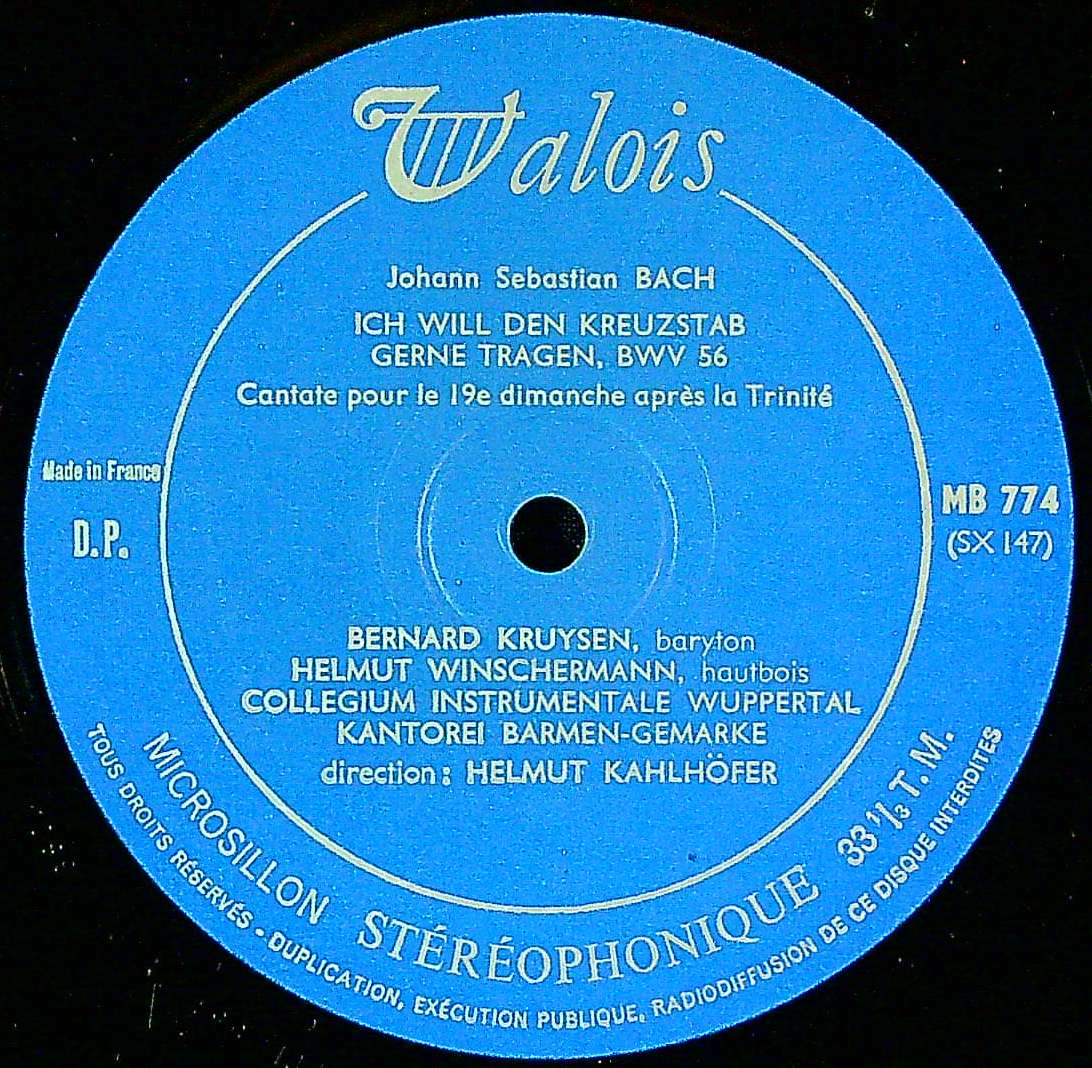 Valois
Johann Sebastian BACH
ICH WILL DEN KREUZSTAB
GERNE TRAGEN, BWV 56
Cantate pour le 19e dimanche après la Trinité
Made in France
D.P.
MB 774
(SX 147)
BERNARD KRUYSEN, baryton
HELMUT WINSCHERMANN, hautbois
COLLEGIUM INSTRUMENTALE WUPPERTAL
KANTOREI BARMEN-GEMARKE
direction : HELMUT KAHLHÖFER
MICROSILLON STÉRÉOPHONIQUE 33 1/3 T. M.
TOUS DROITS RÉSERVÉS - DUPLICATION, EXÉCUTION PUBLIQUE, RADIODIFFUSION DE CE DISQUE INTERDITES